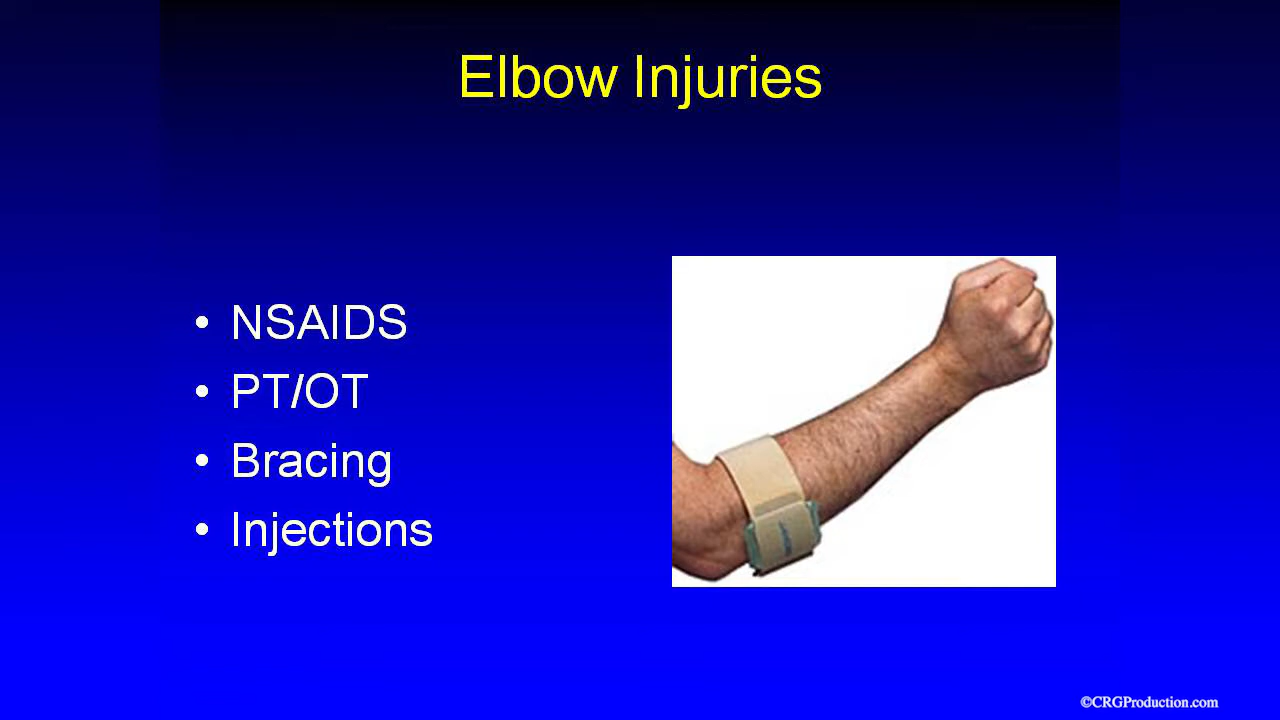 Elbow Injuries
• NSAIDS
• PT/OT
• Bracing
• Injections
©CRGProduction.com